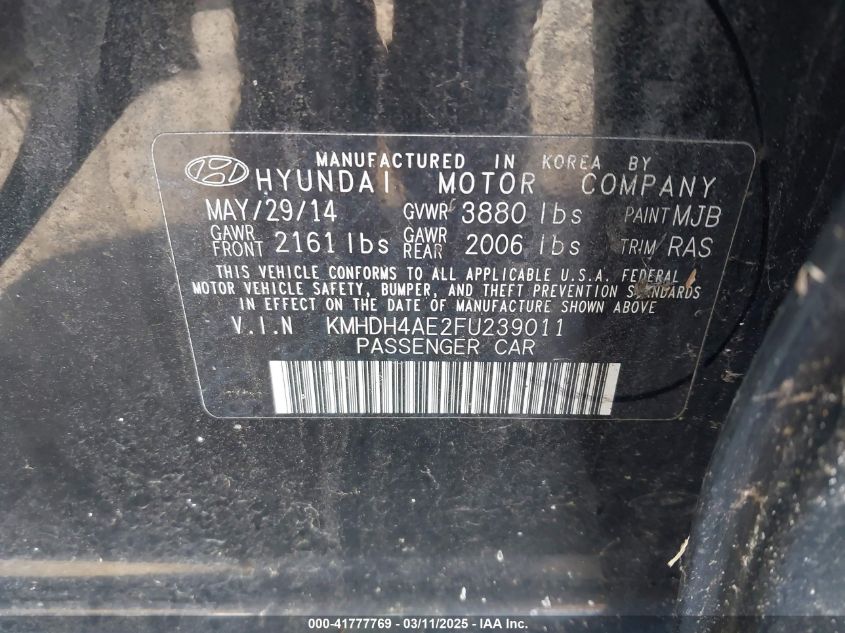 MANUFACTURED IN KOREA BY
HYUNDAI MOTOR COMPANY
MAY/29/14 GVWR 3880 lbs PAINT MJB
GAWR FRONT 2161 lbs GAWR REAR 2006 lbs TRIM/RAS
THIS VEHICLE CONFORMS TO ALL APPLICABLE U.S.A. FEDERAL
MOTOR VEHICLE SAFETY, BUMPER, AND THEFT PREVENTION STANDARDS
IN EFFECT ON THE DATE OF MANUFACTURE SHOWN ABOVE
V.I.N KMHDH4AE2FU239011
PASSENGER CAR
000-41777769 - 03/11/2025 - IAA Inc.